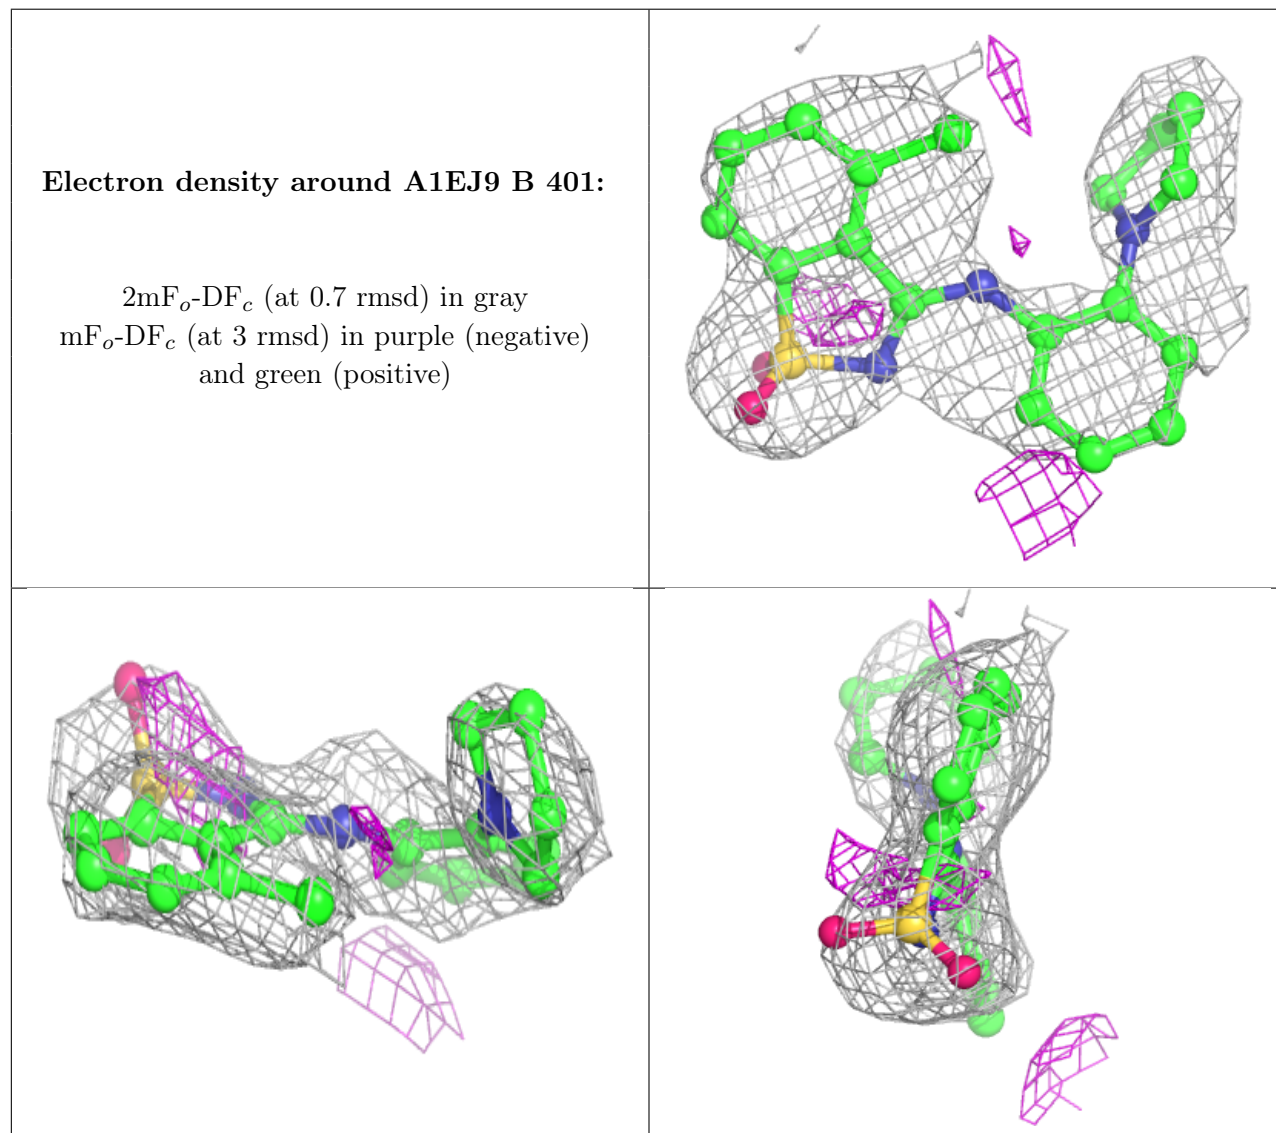 Electron density around A1EJ9 B 401:
2mFo-DFc (at 0.7 rmsd) in gray
mFo-DFc (at 3 rmsd) in purple (negative)
and green (positive)